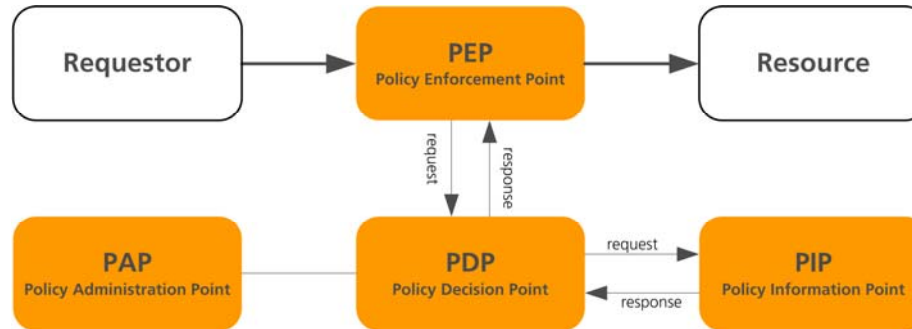 Requestor
PEP
Policy Enforcement Point
Resource
request
response
PAP
Policy Administration Point
PDP
Policy Decision Point
request
response
PIP
Policy Information Point